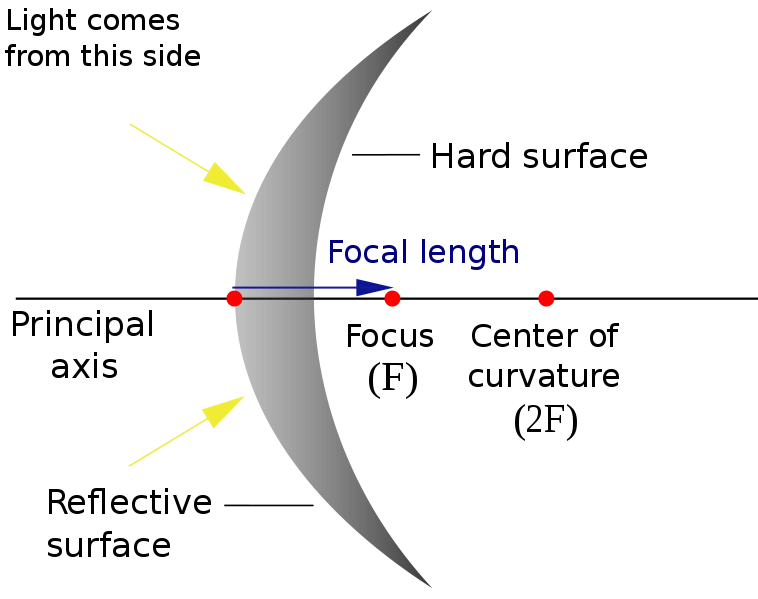 Light comes
from this side
Hard surface
Focal length
Principal
axis
Focus
(F)
Center of
curvature
(2F)
Reflective
surface